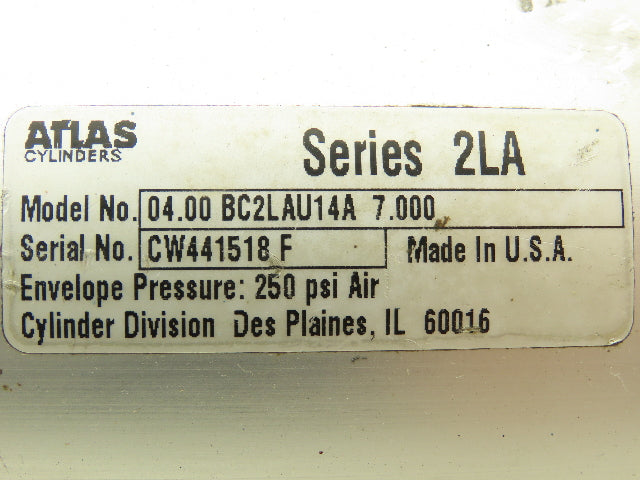 ATLAS
CYLINDERS
Series 2LA
Model No. 04.00 BC2LAU14A 7.000
Serial No. CW441518 F Made In U.S.A.
Envelope Pressure: 250 psi Air
Cylinder Division Des Plaines, IL 60016